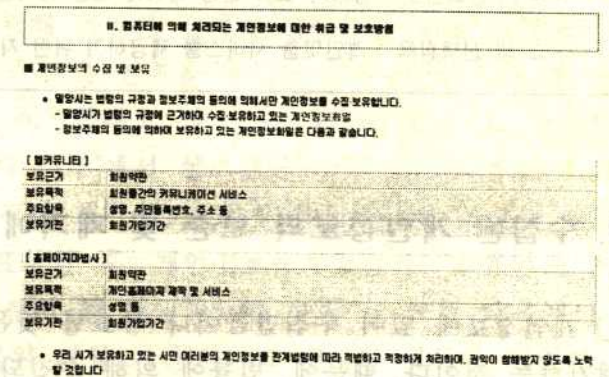 Ⅱ. 컴퓨터에 의해 처리되는 개인정보에 대한 취급 및 보호방침
■ 개인정보의 수집 및 보유
• 밀양시는 법령의 규정과 정보주체의 동의에 의해서만 개인정보를 수집·보유합니다.
- 밀양시가 법령의 규정에 근거하여 수집·보유하고 있는 개인정보화일
- 정보주체의 동의에 의하여 보유하고 있는 개인정보화일은 다음과 같습니다.
[ 웹커뮤니티 ]
보유근거 회원약관
보유목적 회원들간의 커뮤니케이션 서비스
주요항목 성명, 주민등록번호, 주소 등
보유기관 회원가입기간
[ 홈페이지마법사 ]
보유근거 회원약관
보유목적 개인홈페이지 제작 및 서비스
주요항목 성명 등
보유기관 회원가입기간
• 우리 시가 보유하고 있는 시민 여러분의 개인정보를 관계법령에 따라 적법하고 적정하게 처리하여, 권익이 침해받지 않도록 노력
할 것입니다